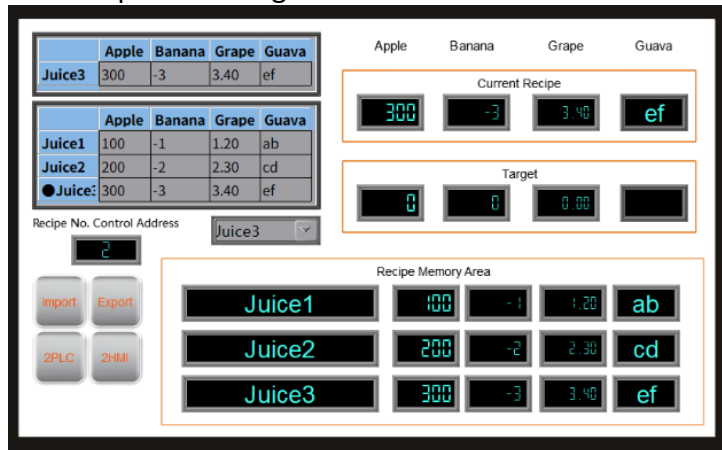 Apple Banana Grape Guava
Juice3 300 -3 3.40 ef
Apple Banana Grape Guava
Juice1 100 -1 1.20 ab
Juice2 200 -2 2.30 cd
●Juice3 300 -3 3.40 ef
Recipe No. Control Address
2
Juice3
Import Export
2PLC 2HMI
Apple Banana Grape Guava
Current Recipe
300 -3 3.40 ef
Target
0 0 0.00
Recipe Memory Area
Juice1 100 -1 1.20 ab
Juice2 200 -2 2.30 cd
Juice3 300 -3 3.40 ef